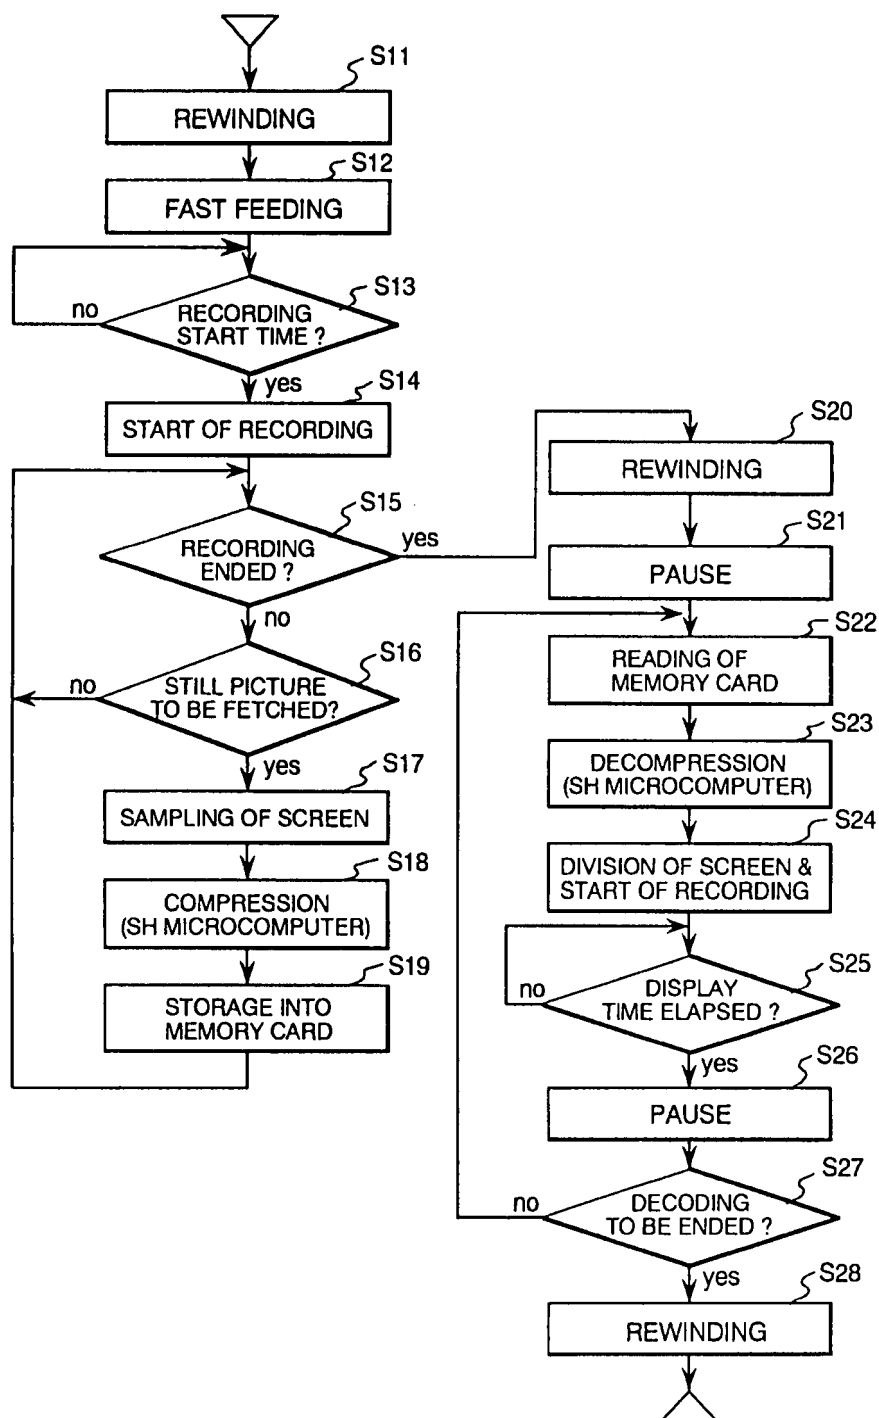 S11
REWINDING
S12
FAST FEEDING
S13
RECORDING
START TIME ?
no
yes
S14
START OF RECORDING
S15
RECORDING
ENDED ?
yes
no
S16
STILL PICTURE
TO BE FETCHED?
no
yes
S17
SAMPLING OF SCREEN
S18
COMPRESSION
(SH MICROCOMPUTER)
S19
STORAGE INTO
MEMORY CARD
S20
REWINDING
S21
PAUSE
S22
READING OF
MEMORY CARD
S23
DECOMPRESSION
(SH MICROCOMPUTER)
S24
DIVISION OF SCREEN &
START OF RECORDING
S25
DISPLAY
TIME ELAPSED ?
no
yes
S26
PAUSE
S27
DECODING
TO BE ENDED ?
no
yes
S28
REWINDING